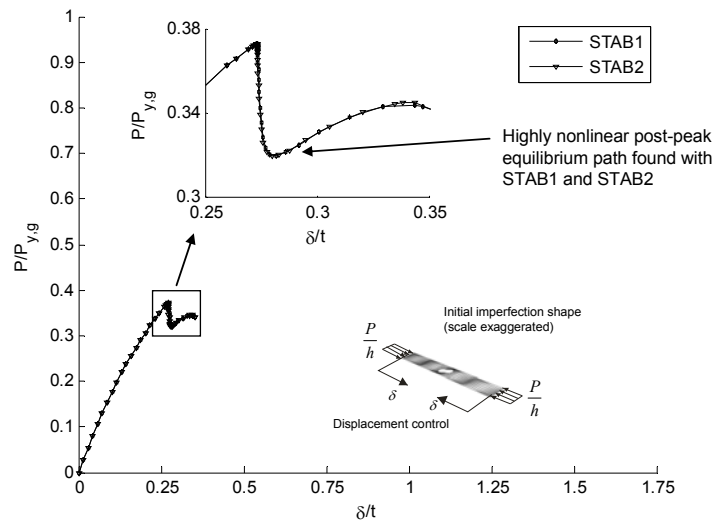 1
0.9
0.8
0.7
0.6
0.5
0.4
0.3
0.2
0.1
0
P/P y,g
0 0.25 0.5 0.75 1 1.25 1.5 1.75
δ/t
0.38
0.34
0.3
P/P y,g
0.25 0.3 0.35
δ/t
STAB1
STAB2
Highly nonlinear post-peak
equilibrium path found with
STAB1 and STAB2
Initial imperfection shape
(scale exaggerated)
P
h
δ
δ
P
h
Displacement control